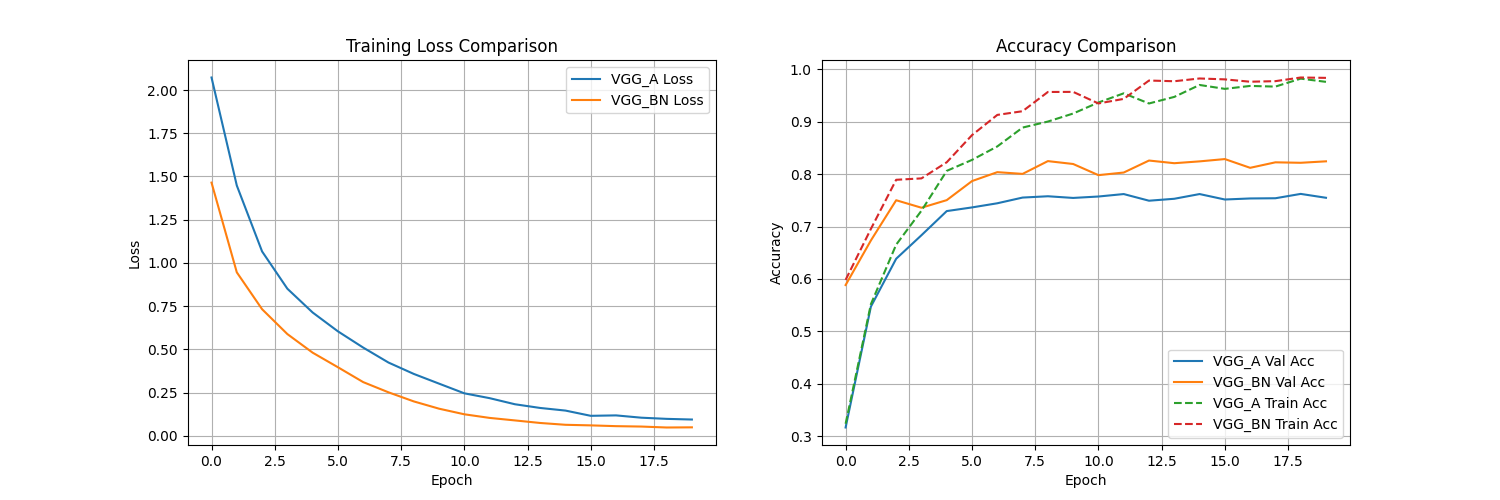 Training Loss Comparison
VGG_A Loss
VGG_BN Loss
2.00
1.75
1.50
1.25
1.00
0.75
0.50
0.25
0.00
Loss
0.0 2.5 5.0 7.5 10.0 12.5 15.0 17.5
Epoch
Accuracy Comparison
1.0
0.9
0.8
0.7
0.6
0.5
0.4
0.3
Accuracy
VGG_A Val Acc
VGG_BN Val Acc
VGG_A Train Acc
VGG_BN Train Acc
0.0 2.5 5.0 7.5 10.0 12.5 15.0 17.5
Epoch